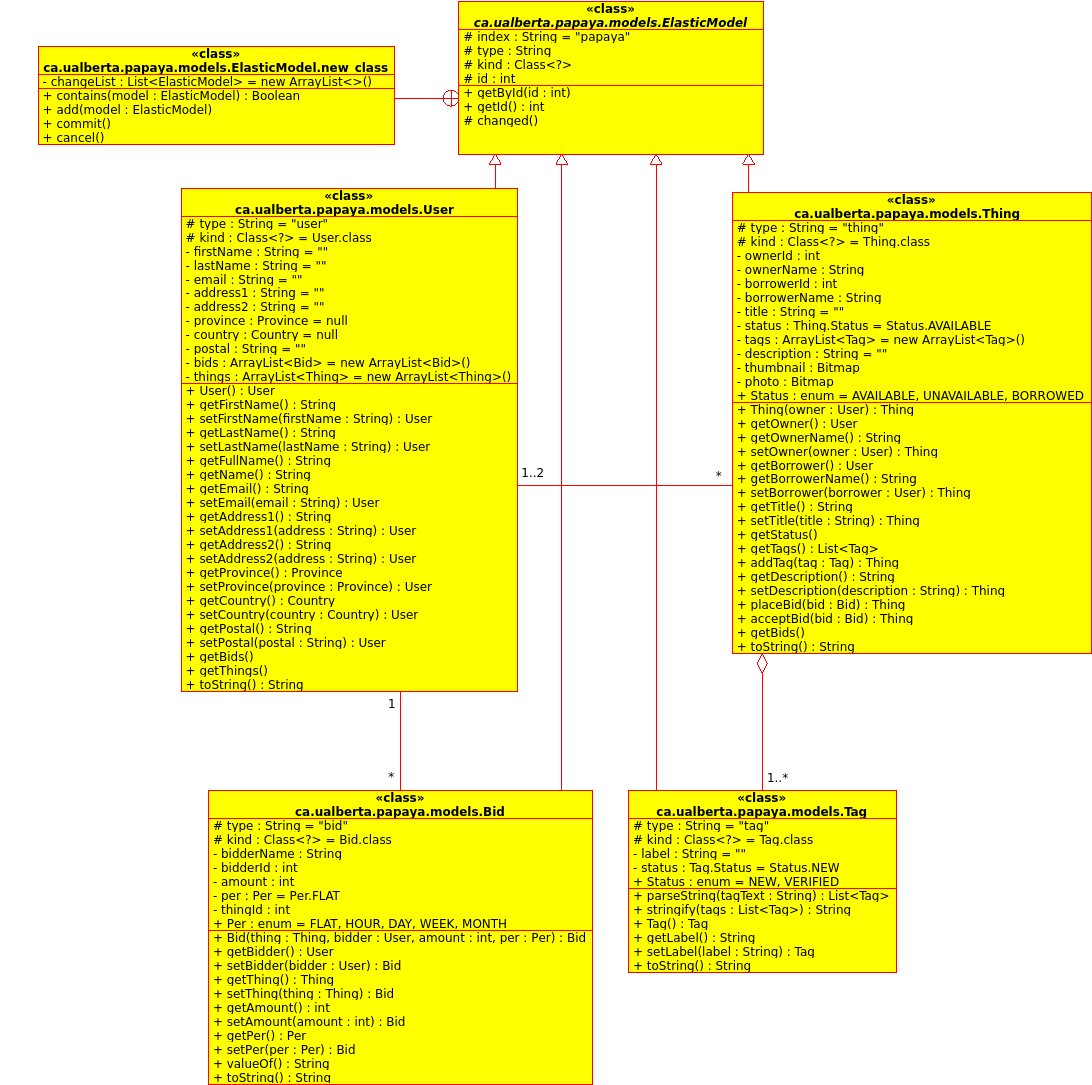 «class»
ca.ualberta.papaya.models.ElasticModel
# index : String = "papaya"
# type : String
# kind : Class<?>
# id : int
+ getById(id : int)
+ getId() : int
# changed()
«class»
ca.ualberta.papaya.models.ElasticModel.new_class
- changeList : List<ElasticModel> = new ArrayList<>()
+ contains(model : ElasticModel) : Boolean
+ add(model : ElasticModel)
+ commit()
+ cancel()
«class»
ca.ualberta.papaya.models.User
# type : String = "user"
# kind : Class<?> = User.class
- firstName : String = ""
- lastName : String = ""
- email : String = ""
- address1 : String = ""
- address2 : String = ""
- province : Province = null
- country : Country = null
- postal : String = ""
- bids : ArrayList<Bid> = new ArrayList<Bid>()
- things : ArrayList<Thing> = new ArrayList<Thing>()
+ User() : User
+ getFirstName() : String
+ setFirstName(firstName : String) : User
+ getLastName() : String
+ setLastName(lastName : String) : User
+ getFullName() : String
+ getName() : String
+ getEmail() : String
+ setEmail(email : String) : User
+ getAddress1() : String
+ setAddress1(address : String) : User
+ getAddress2() : String
+ setAddress2(address : String) : User
+ getProvince() : Province
+ setProvince(province : Province) : User
+ getCountry() : Country
+ setCountry(country : Country) : User
+ getPostal() : String
+ setPostal(postal : String) : User
+ getBids()
+ getThings()
+ toString() : String
«class»
ca.ualberta.papaya.models.Thing
# type : String = "thing"
# kind : Class<?> = Thing.class
- ownerId : int
- ownerName : String
- borrowerId : int
- borrowerName : String
- title : String = ""
- status : Thing.Status = Status.AVAILABLE
- tags : ArrayList<Tag> = new ArrayList<Tag>()
- description : String = ""
- thumbnail : Bitmap
- photo : Bitmap
+ Status : enum = AVAILABLE, UNAVAILABLE, BORROWED
+ Thing(owner : User) : Thing
+ getOwner() : User
+ getOwnerName() : String
+ setOwner(owner : User) : Thing
+ getBorrower() : User
+ getBorrowerName() : String
+ setBorrower(borrower : User) : Thing
+ getTitle() : String
+ setTitle(title : String) : Thing
+ getStatus()
+ getTags() : List<Tag>
+ addTag(tag : Tag) : Thing
+ getDescription() : String
+ setDescription(description : String) : Thing
+ placeBid(bid : Bid) : Thing
+ acceptBid(bid : Bid) : Thing
+ getBids()
+ toString() : String
1..2
*
1
*
1..*
«class»
ca.ualberta.papaya.models.Bid
# type : String = "bid"
# kind : Class<?> = Bid.class
- bidderName : String
- bidderId : int
- amount : int
- per : Per = Per.FLAT
- thingId : int
+ Per : enum = FLAT, HOUR, DAY, WEEK, MONTH
+ Bid(thing : Thing, bidder : User, amount : int, per : Per) : Bid
+ getBidder() : User
+ setBidder(bidder : User) : Bid
+ getThing() : Thing
+ setThing(thing : Thing) : Bid
+ getAmount() : int
+ setAmount(amount : int) : Bid
+ getPer() : Per
+ setPer(per : Per) : Bid
+ valueOf() : String
+ toString() : String
«class»
ca.ualberta.papaya.models.Tag
# type : String = "tag"
# kind : Class<?> = Tag.class
- label : String = ""
- status : Tag.Status = Status.NEW
+ Status : enum = NEW, VERIFIED
+ parseString(tagText : String) : List<Tag>
+ stringify(tags : List<Tag>) : String
+ Tag() : Tag
+ getLabel() : String
+ setLabel(label : String) : Tag
+ toString() : String